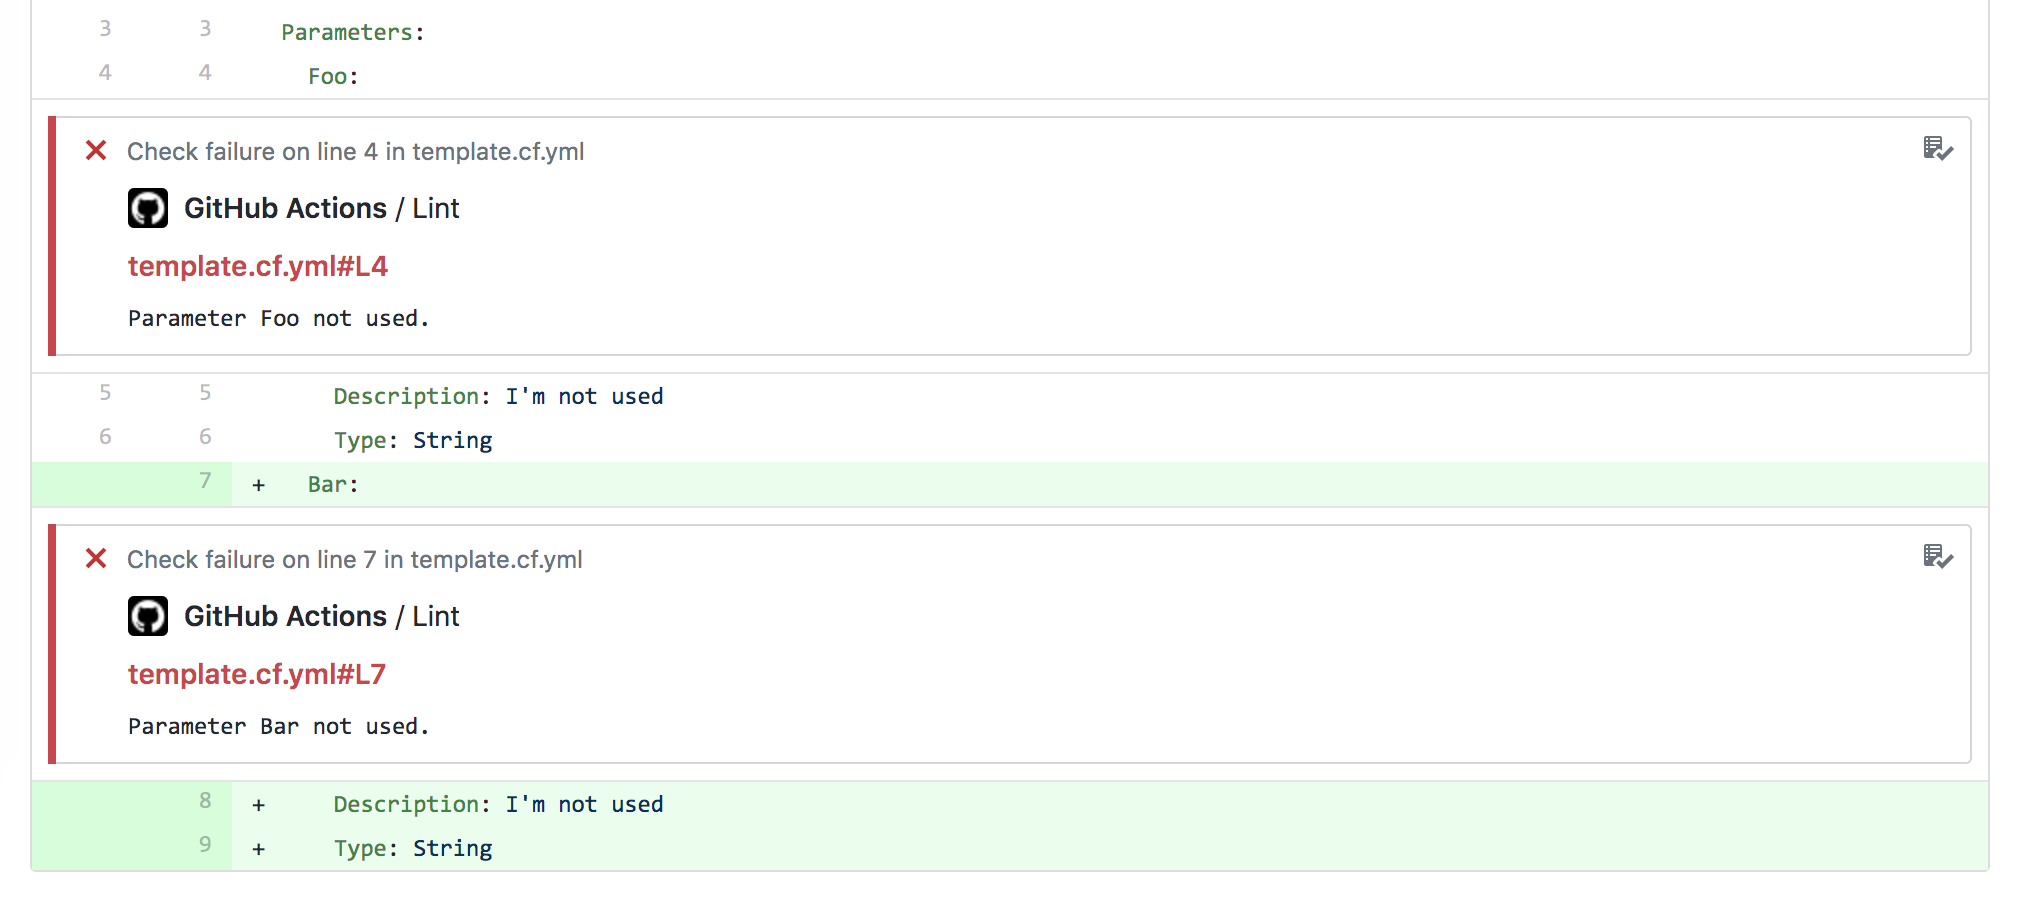 3 3 Parameters:
4 4 Foo:
Check failure on line 4 in template.cf.yml
GitHub Actions / Lint
template.cf.yml#L4
Parameter Foo not used.
5 5 Description: I'm not used
6 6 Type: String
7 + Bar:
Check failure on line 7 in template.cf.yml
GitHub Actions / Lint
template.cf.yml#L7
Parameter Bar not used.
8 + Description: I'm not used
9 + Type: String